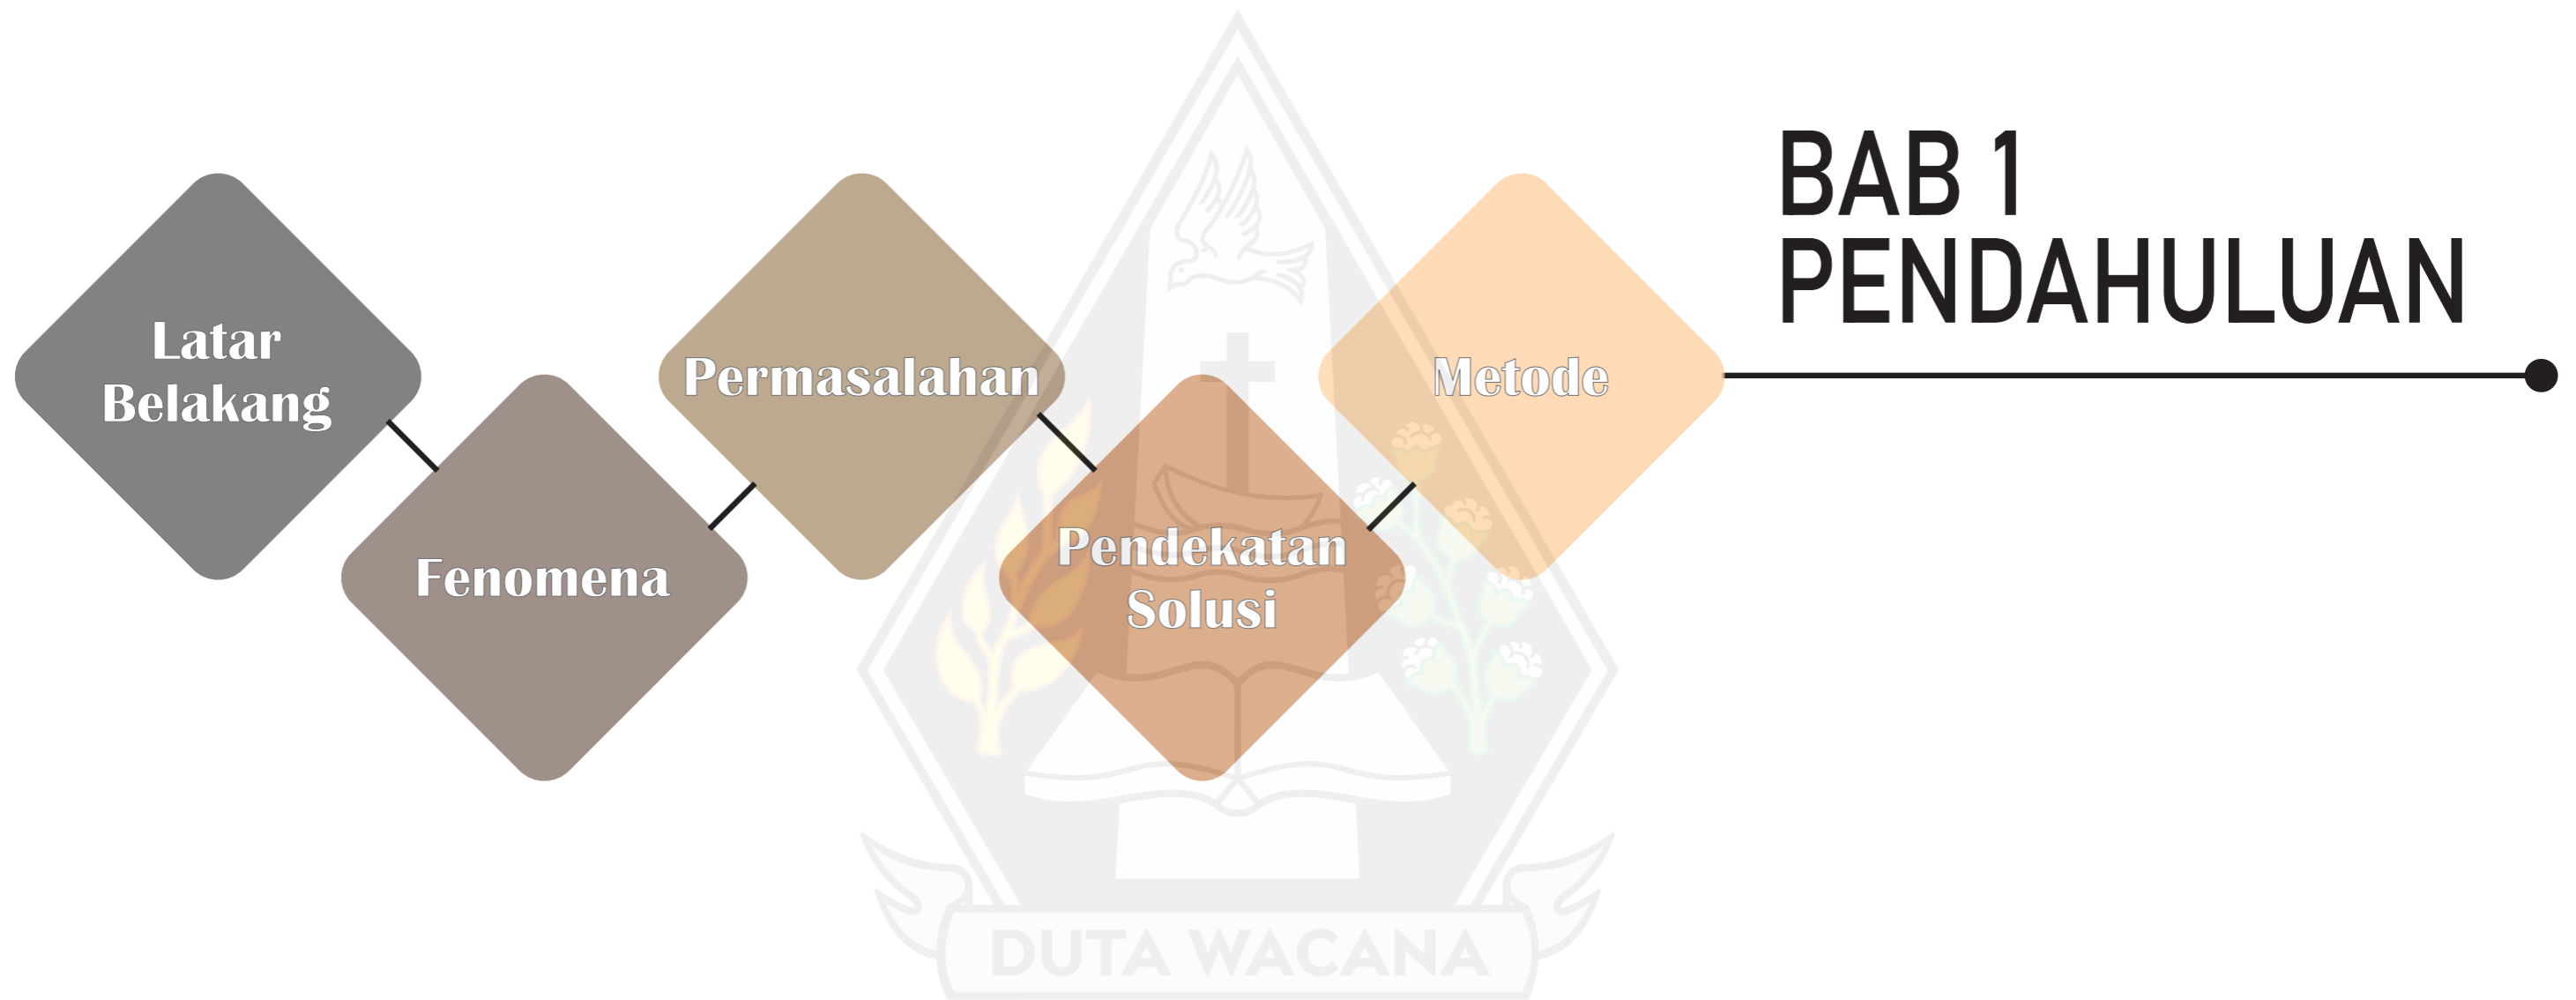 BAB 1
PENDAHULUAN
Latar
Belakang
Fenomena
Permasalahan
Pendekatan
Solusi
Metode
DUTA WACANA